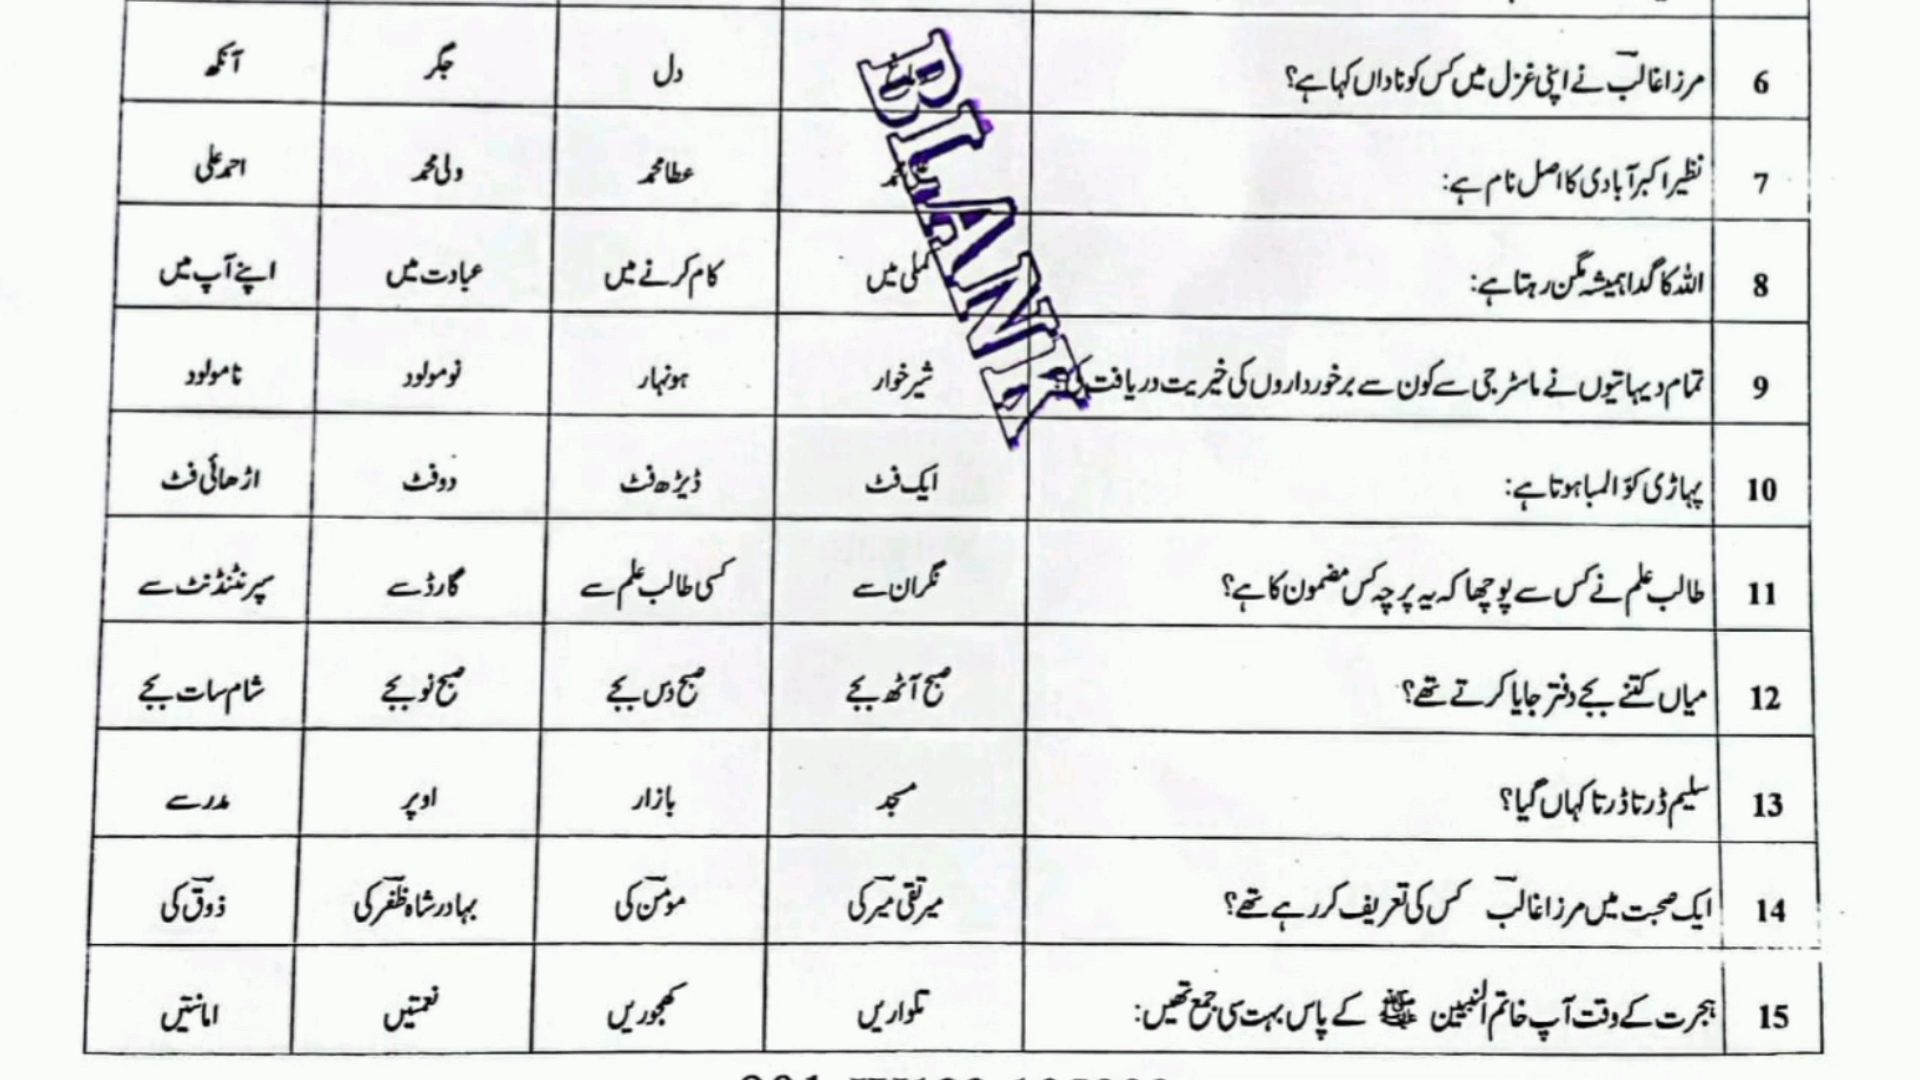 6 مرزا غالبؔ نے اپنی غزل میں کس کو ناداں کہا ہے؟ دل جگر آنکھ
7 نظیر اکبر آبادی کا اصل نام ہے: عطا محمد ولی محمد احمد علی
8 اللہ کا گدا ہمیشہ مگن رہتا ہے: کملی میں کام کرنے میں عبادت میں اپنے آپ میں
9 تمام دیہاتیوں نے ماسٹر جی سے کون سے برخورداروں کی خیریت دریافت کی؟ شیر خوار ہونہار نومولود نامولود
10 پہاڑی کوّا لمبا ہوتا ہے: ایک فٹ ڈیڑھ فٹ دو فٹ اڑھائی فٹ
11 طالب علم نے کس سے پوچھا کہ یہ پرچہ کس مضمون کا ہے؟ نگران سے کسی طالب علم سے گارڈ سے سپرنٹنڈنٹ سے
12 میاں کتنے بجے دفتر جایا کرتے تھے؟ صبح آٹھ بجے صبح دس بجے صبح نو بجے شام سات بجے
13 سلیم ڈرتا ڈرتا کہاں گیا؟ مسجد بازار اوپر مدرسے
14 ایک صحبت میں مرزا غالبؔ کس کی تعریف کر رہے تھے؟ میر تقی میرؔ کی مومنؔ کی بہادر شاہ ظفرؔ کی ذوقؔ کی
15 ہجرت کے وقت آپ خاتم النبیین ﷺ کے پاس بہت سی جمع تھیں: تلواریں کھجوریں نعمتیں امانتیں
BLANK